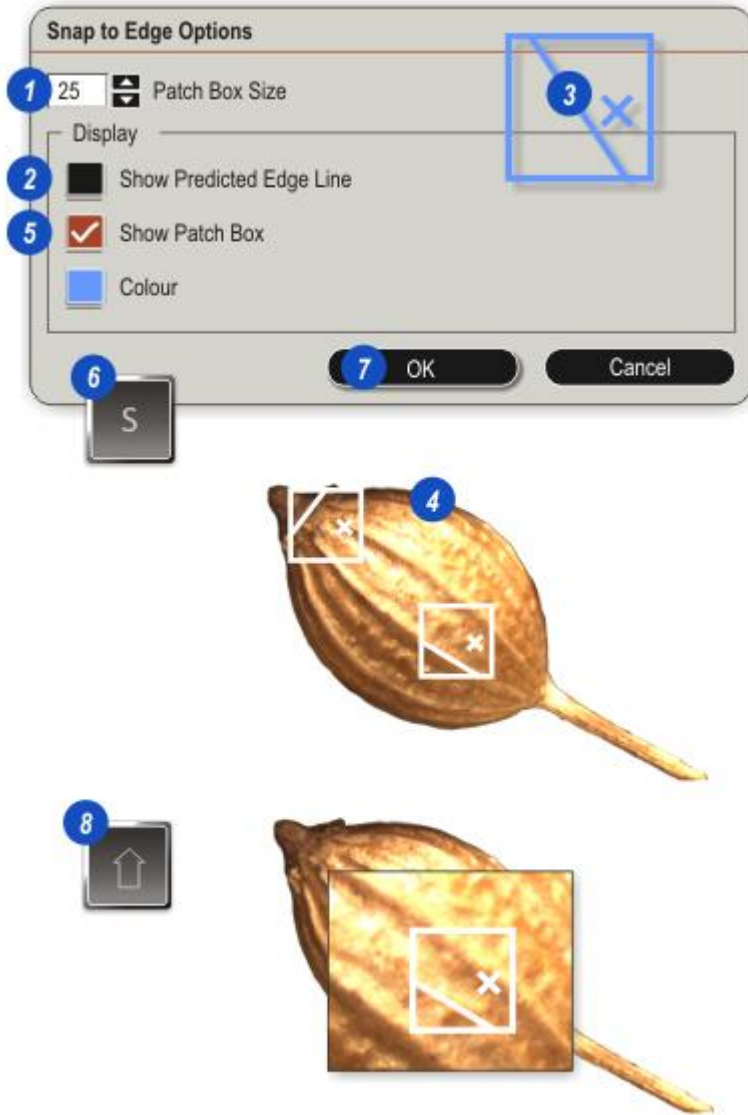 Snap to Edge Options
1 25 Patch Box Size
3
Display
2 Show Predicted Edge Line
5 Show Patch Box
Colour
7 OK Cancel
6
S
4
8